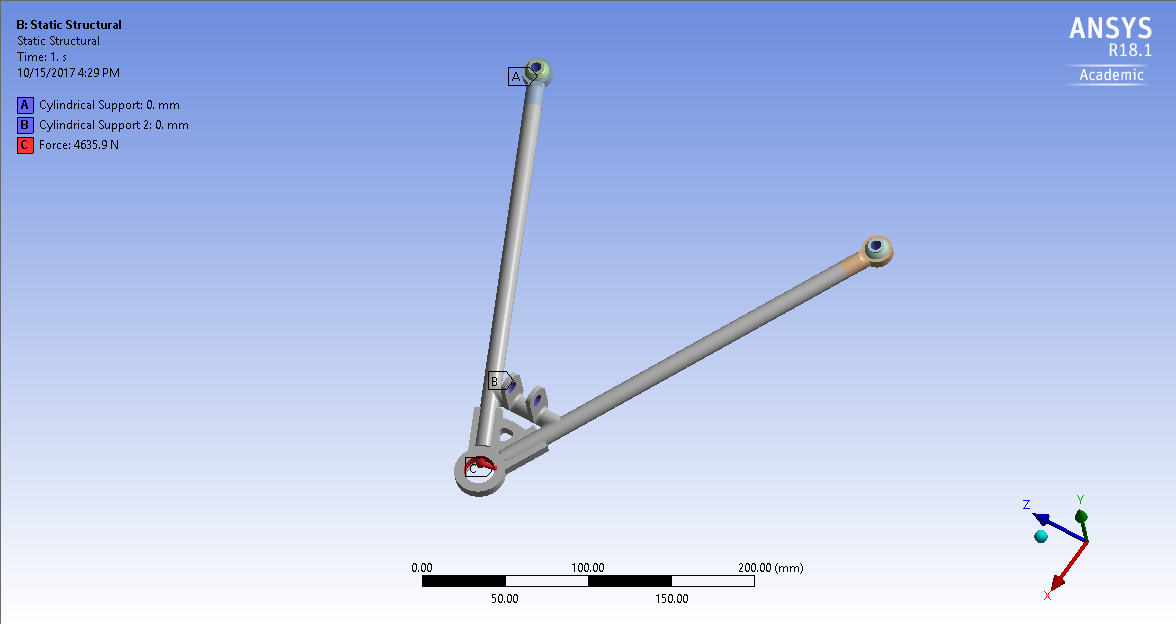 B: Static Structural
Static Structural
Time: 1. s
10/15/2017 4:29 PM
A Cylindrical Support: 0. mm
B Cylindrical Support 2: 0. mm
C Force: 4635.9 N
ANSYS
R18.1
Academic
A
B
C
0.00 100.00 200.00 (mm)
50.00 150.00
Y
Z
X